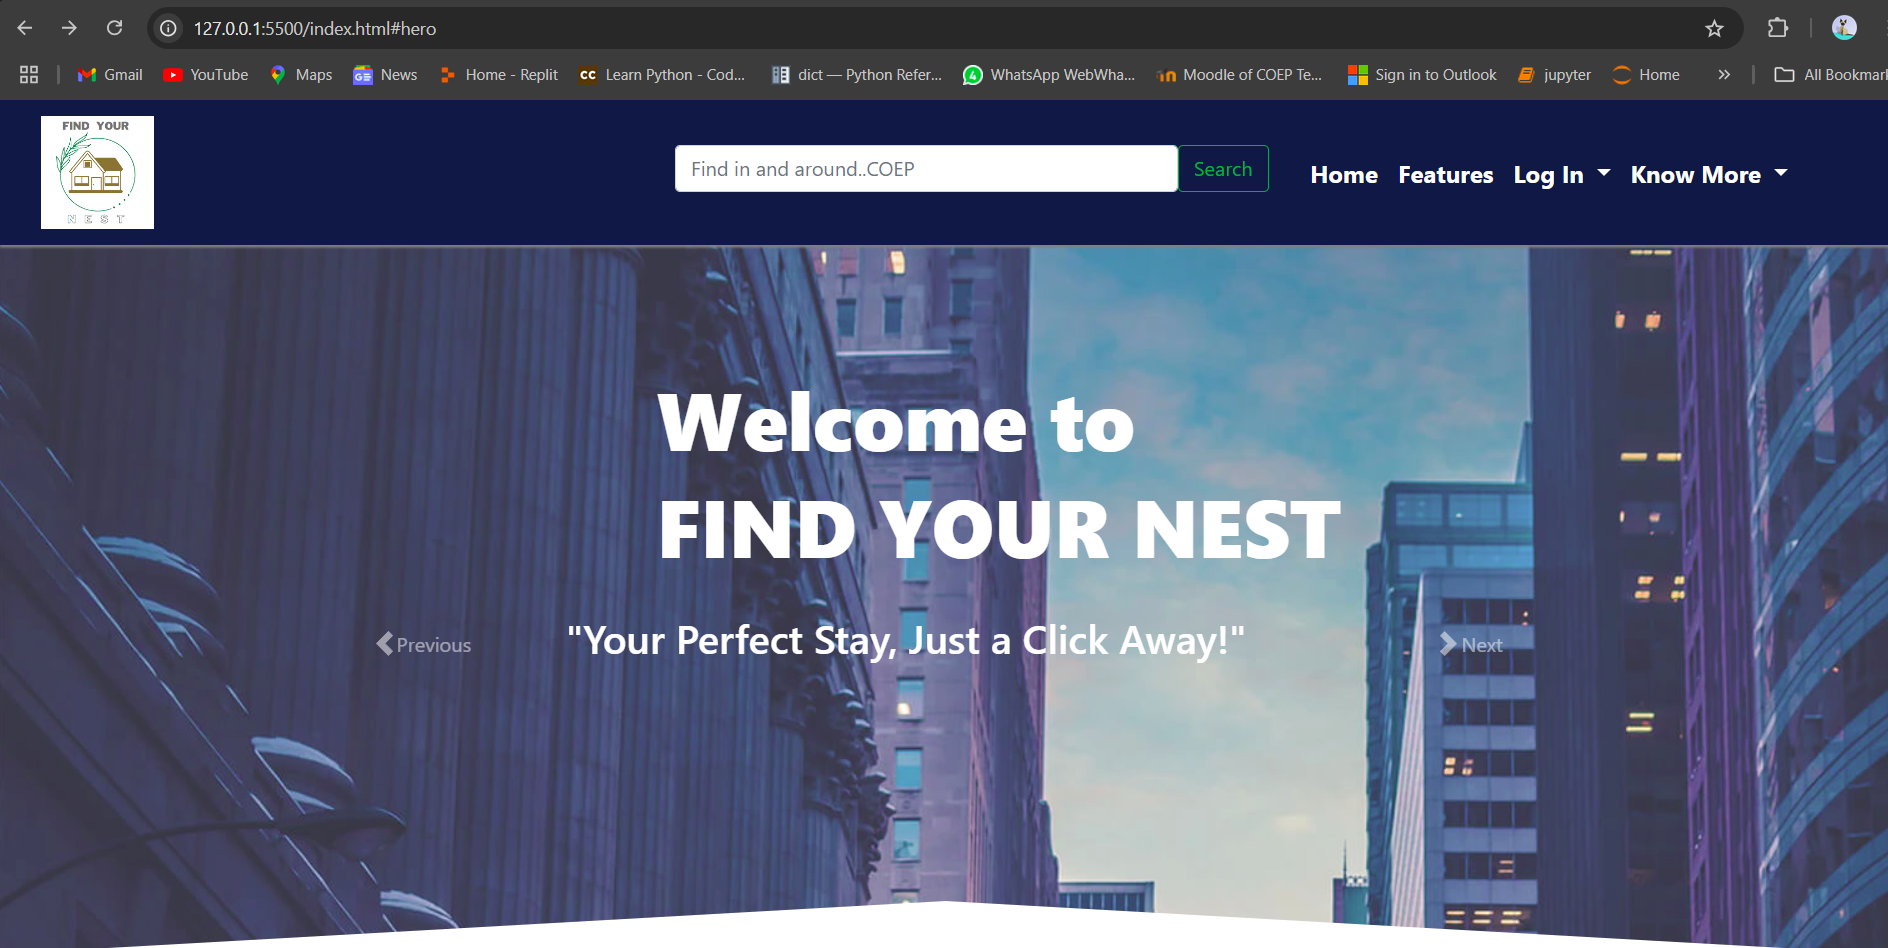 127.0.0.1:5500/index.html#hero
Gmail YouTube Maps News Home - Replit Learn Python - Cod... dict — Python Refer... WhatsApp WebWha... Moodle of COEP Te... Sign in to Outlook jupyter Home » All Bookmark
FIND YOUR
NEST
Find in and around..COEP Search Home Features Log In Know More
Welcome to
FIND YOUR NEST
Previous "Your Perfect Stay, Just a Click Away!" Next